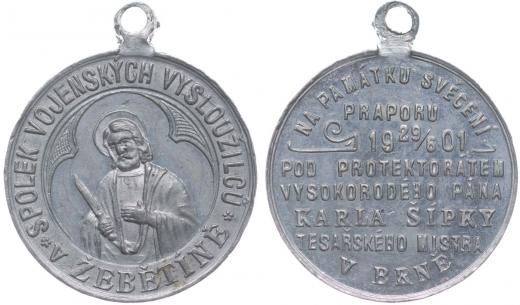 * SPOLEK VOJENSKÝCH VYSLOUŽILCŮ *
V ŽEBĚTÍNĚ
NA PAMÁTKU SVĚCENÍ
PRAPORU
19 29/6 01
POD PROTEKTORÁTEM
VYSOKORODÉHO PÁNA
KARLA ŠÍPKY
TESAŘSKÉHO MISTRA
V BRNĚ